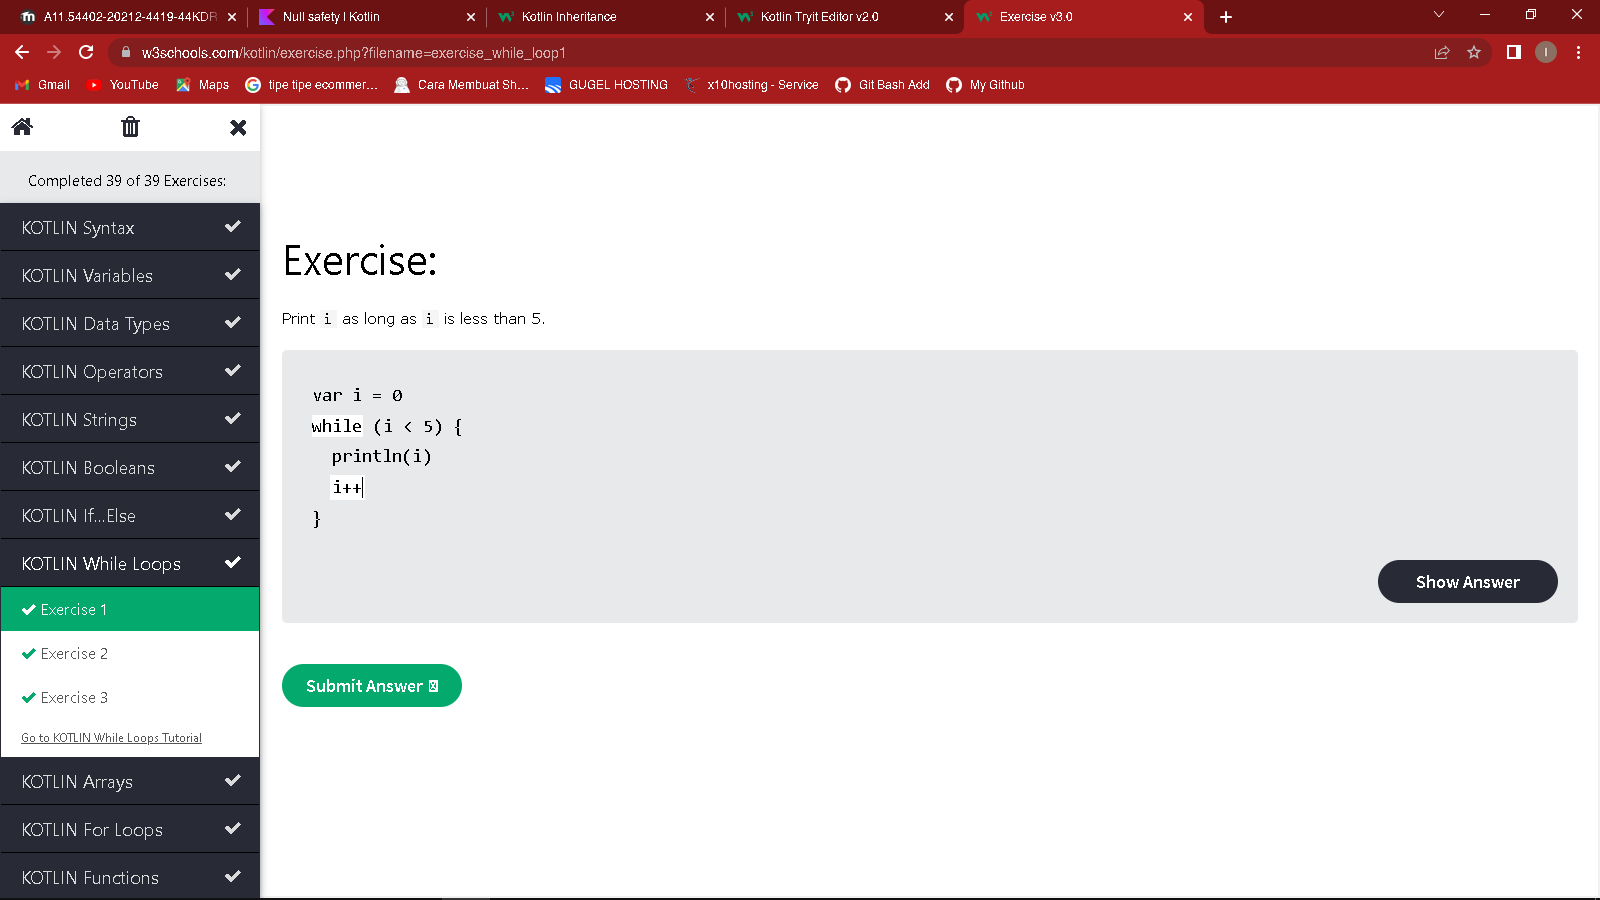 A11.54402-20212-4419-44KDR
Null safety | Kotlin
Kotlin Inheritance
Kotlin Tryit Editor v2.0
Exercise v3.0
w3schools.com/kotlin/exercise.php?filename=exercise_while_loop1
I
Gmail
YouTube
Maps
tipe tipe ecommer...
Cara Membuat Sh...
GUGEL HOSTING
x10hosting - Service
Git Bash Add
My Github
Completed 39 of 39 Exercises:
KOTLIN Syntax
KOTLIN Variables
KOTLIN Data Types
KOTLIN Operators
KOTLIN Strings
KOTLIN Booleans
KOTLIN If...Else
KOTLIN While Loops
Exercise 1
Exercise 2
Exercise 3
Go to KOTLIN While Loops Tutorial
KOTLIN Arrays
KOTLIN For Loops
KOTLIN Functions
Exercise:
Print i as long as i is less than 5.
var i = 0
while (i < 5) {
println(i)
i++
}
Show Answer
Submit Answer